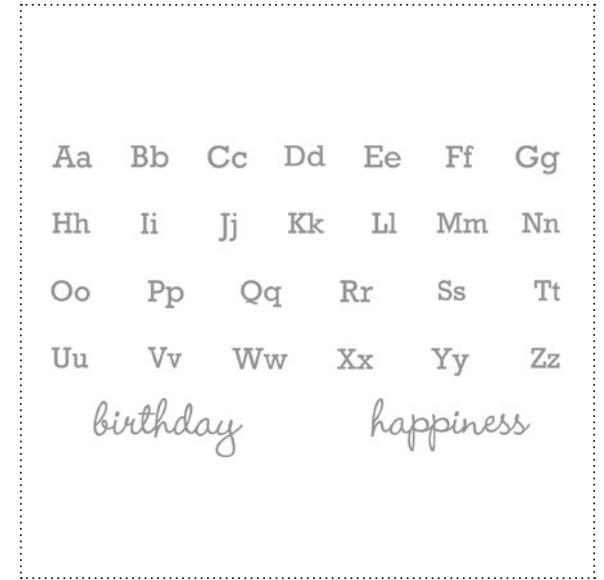 Aa Bb Cc Dd Ee Ff Gg
Hh Ii Jj Kk Ll Mm Nn
Oo Pp Qq Rr Ss Tt
Uu Vv Ww Xx Yy Zz
birthday happiness